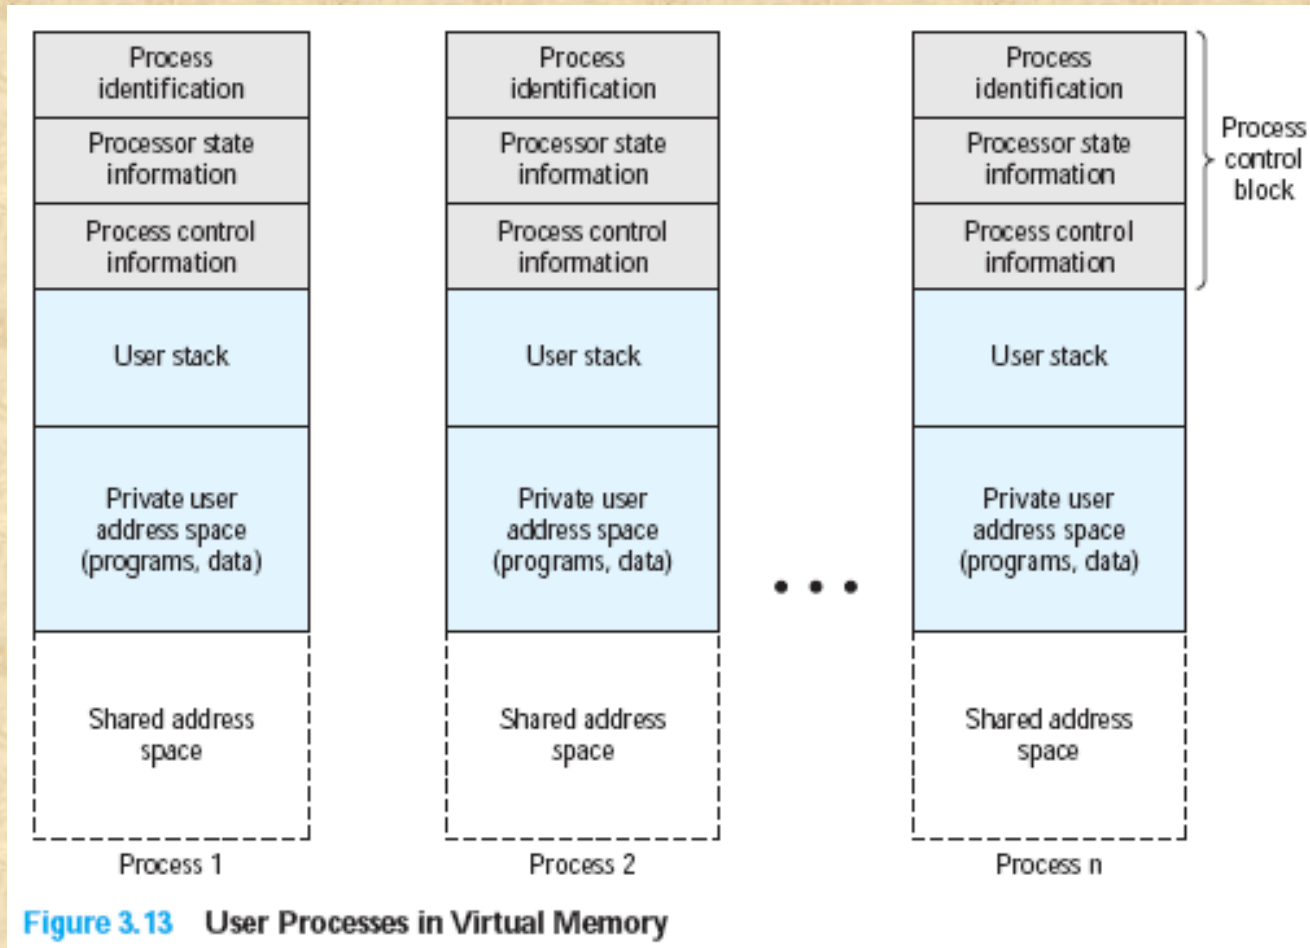 Process
identification
Processor state
information
Process control
information
User stack
Private user
address space
(programs, data)
Shared address
space
Process 1
Process
identification
Processor state
information
Process control
information
User stack
Private user
address space
(programs, data)
Shared address
space
Process 2
• • •
Process
identification
Processor state
information
Process control
information
User stack
Private user
address space
(programs, data)
Shared address
space
Process n
Process
control
block
Figure 3.13 User Processes in Virtual Memory